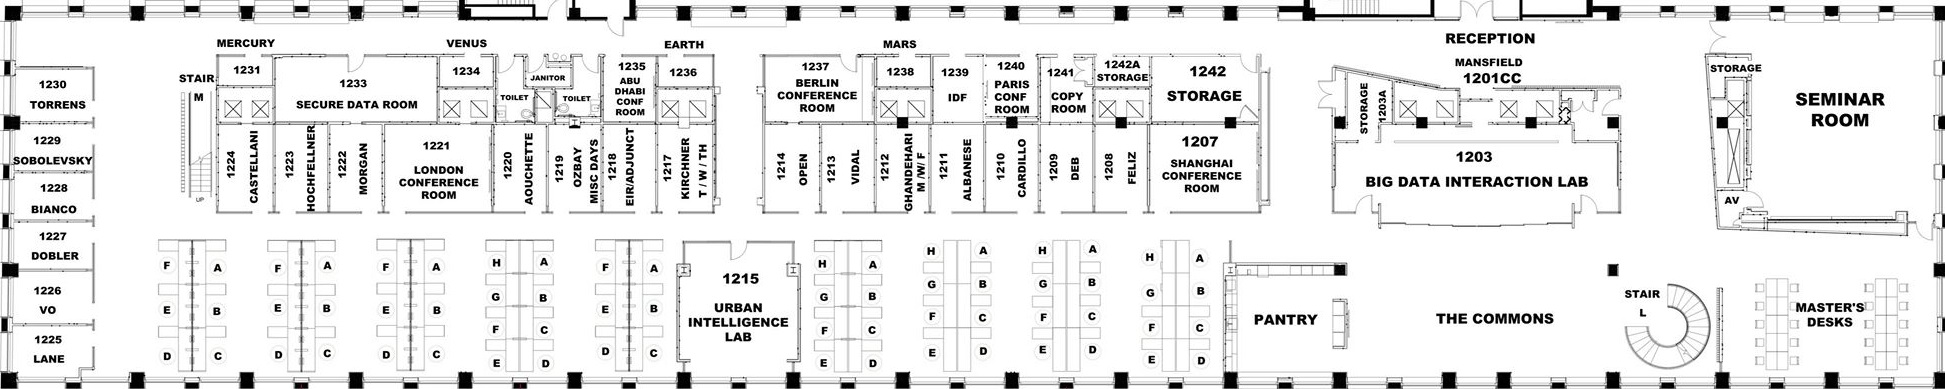 MERCURY
VENUS
EARTH
MARS
RECEPTION
MANSFIELD
1201CC
STAIR
M
UP
1231
1233
SECURE DATA ROOM
1234
TOILET
JANITOR
TOILET
1235
ABU
DHABI
CONF
ROOM
1236
1237
BERLIN
CONFERENCE
ROOM
1238
1239
IDF
1240
PARIS
CONF
ROOM
1241
COPY
ROOM
1242A
STORAGE
1242
STORAGE
STORAGE
1203A
STORAGE
SEMINAR
ROOM
AV
1230
TORRENS
1229
SOBOLEVSKY
1228
BIANCO
1227
DOBLER
1226
VO
1225
LANE
1224
CASTELLANI
1223
HOCHFELLNER
1222
MORGAN
1221
LONDON
CONFERENCE
ROOM
1220
AOUCHETTE
1219
OZBAY
MISC DAYS
1218
EIR/ADJUNCT
1217
KIRCHNER
T / W / TH
1214
OPEN
1213
VIDAL
1212
GHANDEHARI
M /W/ F
1211
ALBANESE
1210
CARDILLO
1209
DEB
1208
FELIZ
1207
SHANGHAI
CONFERENCE
ROOM
1203
BIG DATA INTERACTION LAB
F A
E B
D C
F A
E B
D C
F A
E B
D C
H A
G B
F C
E D
F A
E B
D C
1215
URBAN
INTELLIGENCE
LAB
H A
G B
F C
E D
H A
G B
F C
E D
H A
G B
F C
E D
H A
G B
F C
E D
PANTRY
THE COMMONS
STAIR
L
MASTER'S
DESKS